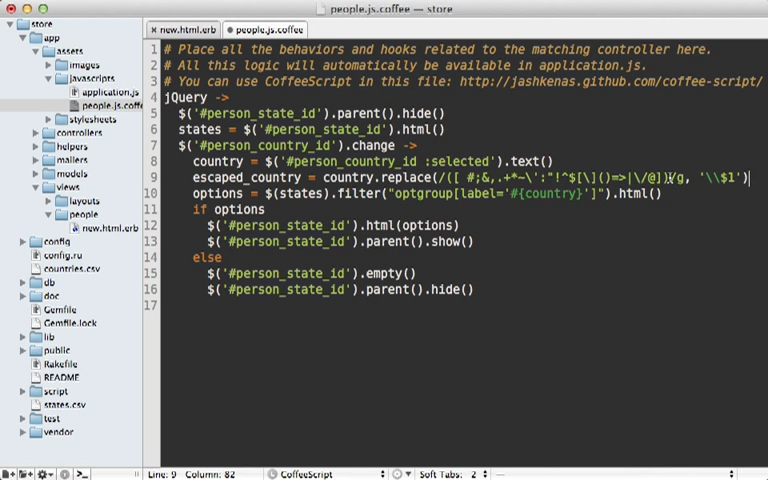 people.js.coffee — store
store
app
assets
images
javascripts
application.js
people.js.coffe
stylesheets
controllers
helpers
mailers
models
views
layouts
people
new.html.erb
config
config.ru
countries.csv
db
doc
Gemfile
Gemfile.lock
lib
public
Rakefile
README
script
states.csv
test
vendor
new.html.erb
people.js.coffee
1 # Place all the behaviors and hooks related to the matching controller here.
2 # All this logic will automatically be available in application.js.
3 # You can use CoffeeScript in this file: http://jashkenas.github.com/coffee-script/
4 jQuery ->
5 $('#person_state_id').parent().hide()
6 states = $('#person_state_id').html()
7 $('#person_country_id').change ->
8 country = $('#person_country_id :selected').text()
9 escaped_country = country.replace(/([ #;&,.+*~\':"!^$[\]()=>|\/@])/g, '\\$1')
10 options = $(states).filter("optgroup[label='#{country}']").html()
11 if options
12 $('#person_state_id').html(options)
13 $('#person_state_id').parent().show()
14 else
15 $('#person_state_id').empty()
16 $('#person_state_id').parent().hide()
17
Line: 9 Column: 82 CoffeeScript Soft Tabs: 2 —